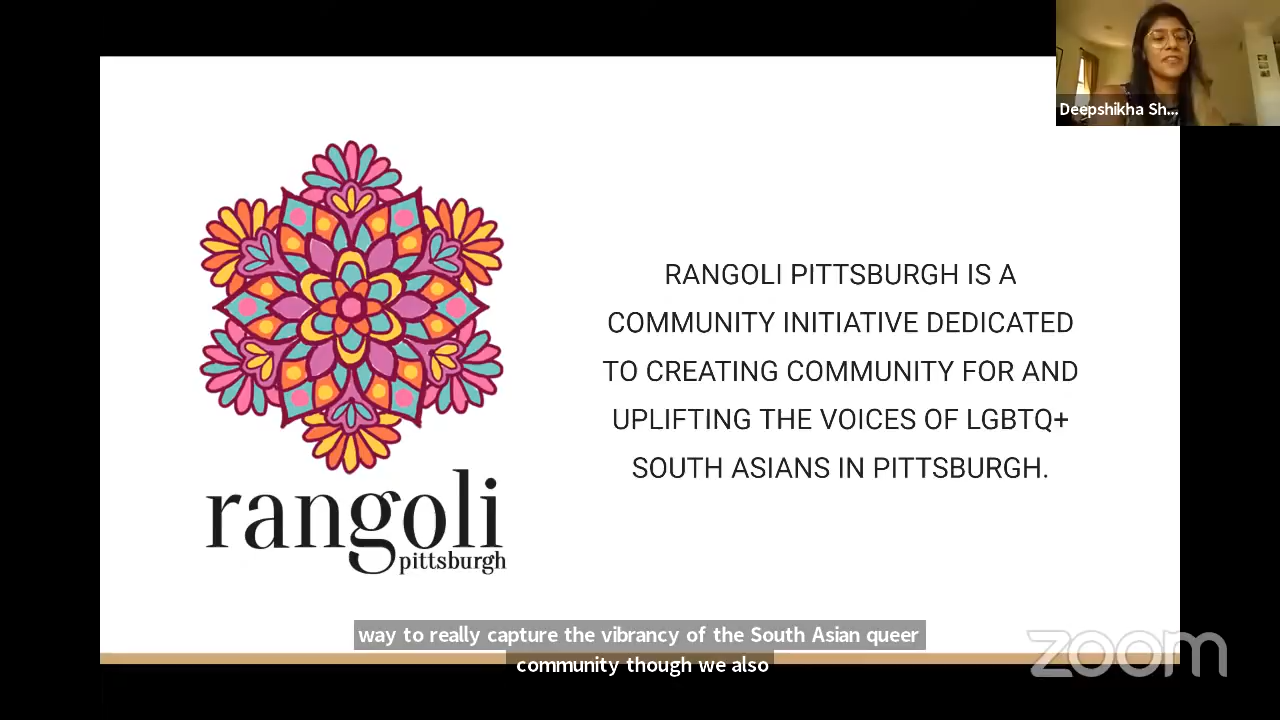 Deepshikha Sh...
RANGOLI PITTSBURGH IS A
COMMUNITY INITIATIVE DEDICATED
TO CREATING COMMUNITY FOR AND
UPLIFTING THE VOICES OF LGBTQ+
SOUTH ASIANS IN PITTSBURGH.
rangoli
pittsburgh
way to really capture the vibrancy of the South Asian queer
community though we also
zoom